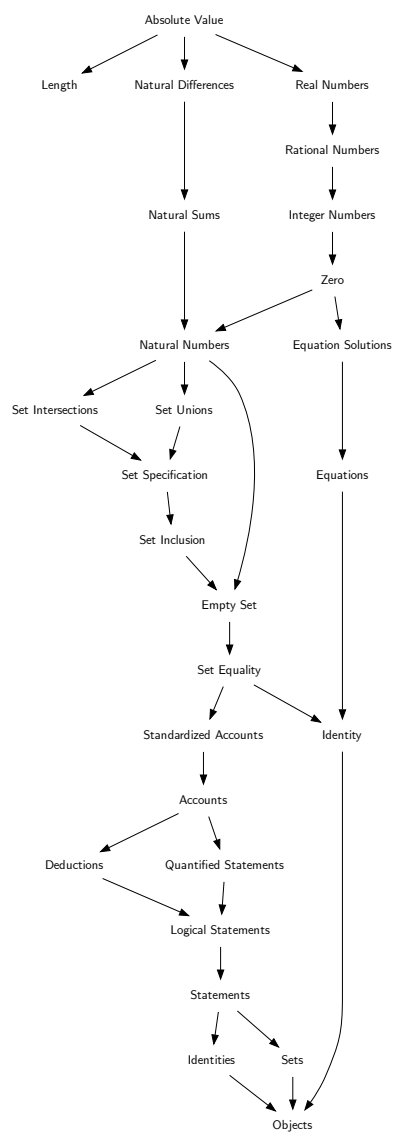 Absolute Value
Length
Natural Differences
Real Numbers
Rational Numbers
Natural Sums
Integer Numbers
Zero
Natural Numbers
Equation Solutions
Set Intersections
Set Unions
Set Specification
Equations
Set Inclusion
Empty Set
Set Equality
Standardized Accounts
Identity
Accounts
Deductions
Quantified Statements
Logical Statements
Statements
Identities
Sets
Objects